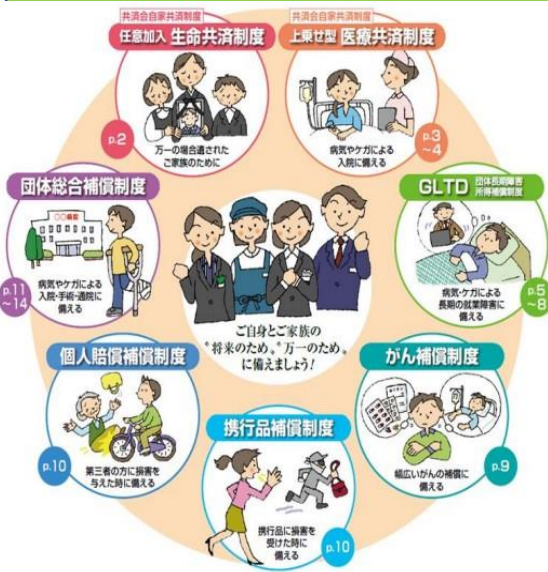 共済会自家共済制度
任意加入 生命共済制度
p.2
万一の場合遺された
ご家族のために
共済会自家共済制度
上乗せ型 医療共済制度
p.3
~4
病気やケガによる
入院に備える
GLTD 団体長期障害
所得補償制度
p.5
~8
病気・ケガによる
長期の就業障害に
備える
がん補償制度
p.9
幅広いがんの補償に
備える
携行品補償制度
p.10
携行品に損害を
受けた時に
備える
個人賠償補償制度
p.10
第三者の方に損害を
与えた時に備える
団体総合補償制度
〇〇病院
p.11
~14
病気やケガによる
入院・手術・通院に
備える
ご自身とご家族の
“将来のため。”“万一のため。”
に備えましょう!